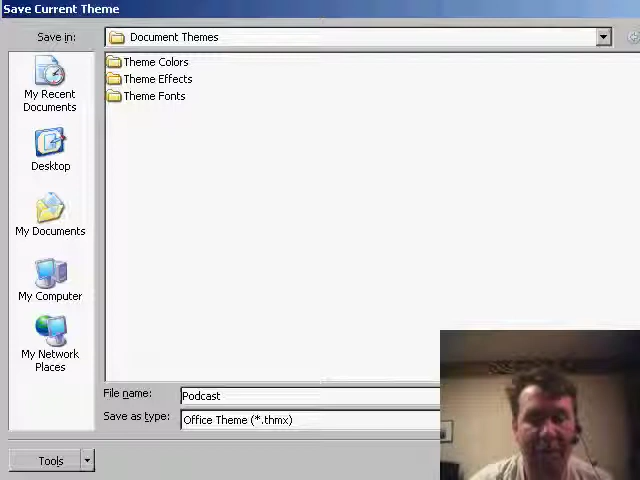 Save Current Theme
Save in:
Document Themes
Theme Colors
Theme Effects
Theme Fonts
My Recent
Documents
Desktop
My Documents
My Computer
My Network
Places
File name:
Podcast
Save as type:
Office Theme (*.thmx)
Tools